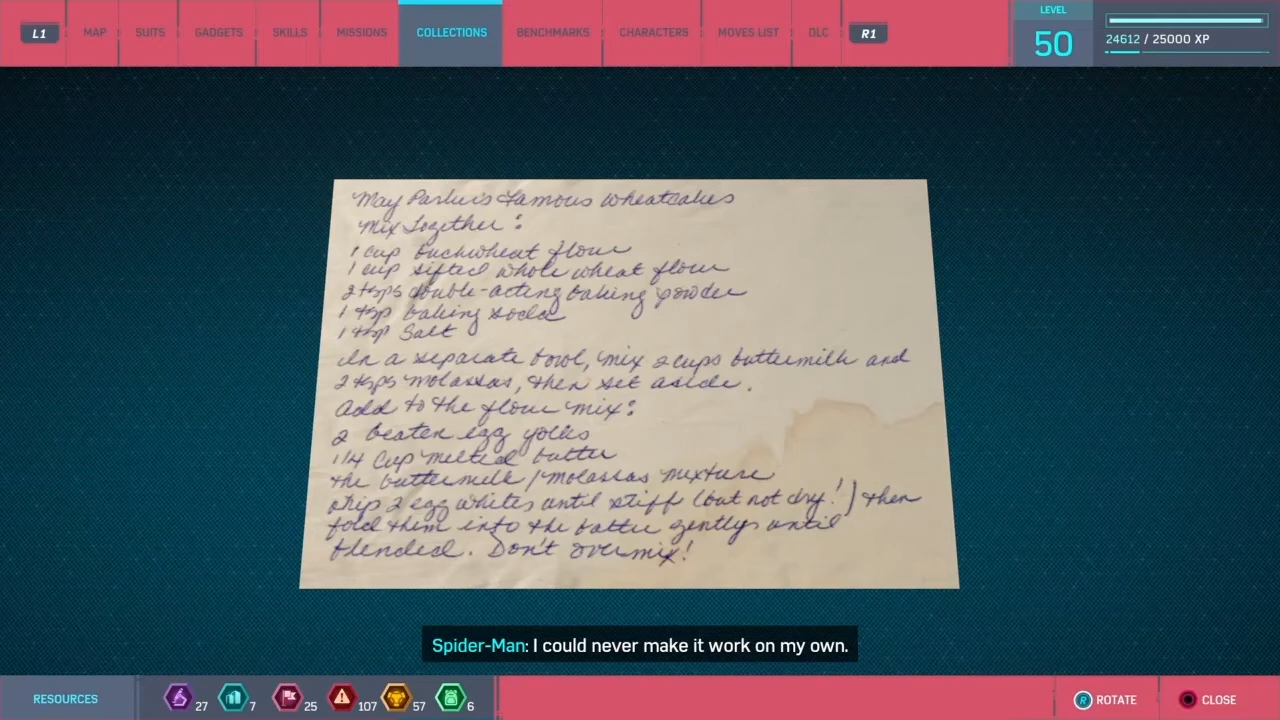 L1
MAP
SUITS
GADGETS
SKILLS
MISSIONS
COLLECTIONS
BENCHMARKS
CHARACTERS
MOVES LIST
DLC
R1
LEVEL
50
24612 / 25000 XP
May Parker's Famous Wheatcakes
Mix Together:
1 cup buckwheat flour
1 cup sifted whole wheat flour
2 tsps double-acting baking powder
1 tsp baking soda
1 tsp Salt
In a separate bowl, mix 2 cups buttermilk and
2 tsps molassas, then set aside.
Add to the flour mix:
2 beaten egg yolks
1/4 Cup melted butter
the buttermilk / molassas mixture
whip 2 egg whites until stiff (but not dry!) then
fold them into the batter gently until
blended. Don't overmix!
Spider-Man: I could never make it work on my own.
RESOURCES
27
7
25
107
57
6
R ROTATE
CLOSE